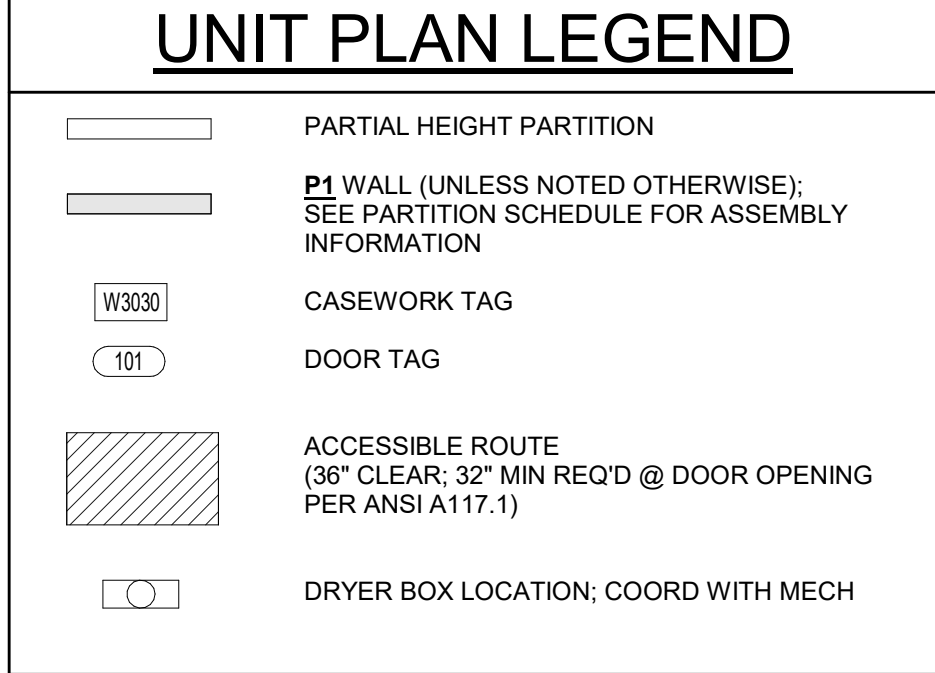 UNIT PLAN LEGEND
PARTIAL HEIGHT PARTITION
P1 WALL (UNLESS NOTED OTHERWISE);
SEE PARTITION SCHEDULE FOR ASSEMBLY
INFORMATION
W3030 CASEWORK TAG
101 DOOR TAG
ACCESSIBLE ROUTE
(36" CLEAR; 32" MIN REQ'D @ DOOR OPENING
PER ANSI A117.1)
DRYER BOX LOCATION; COORD WITH MECH